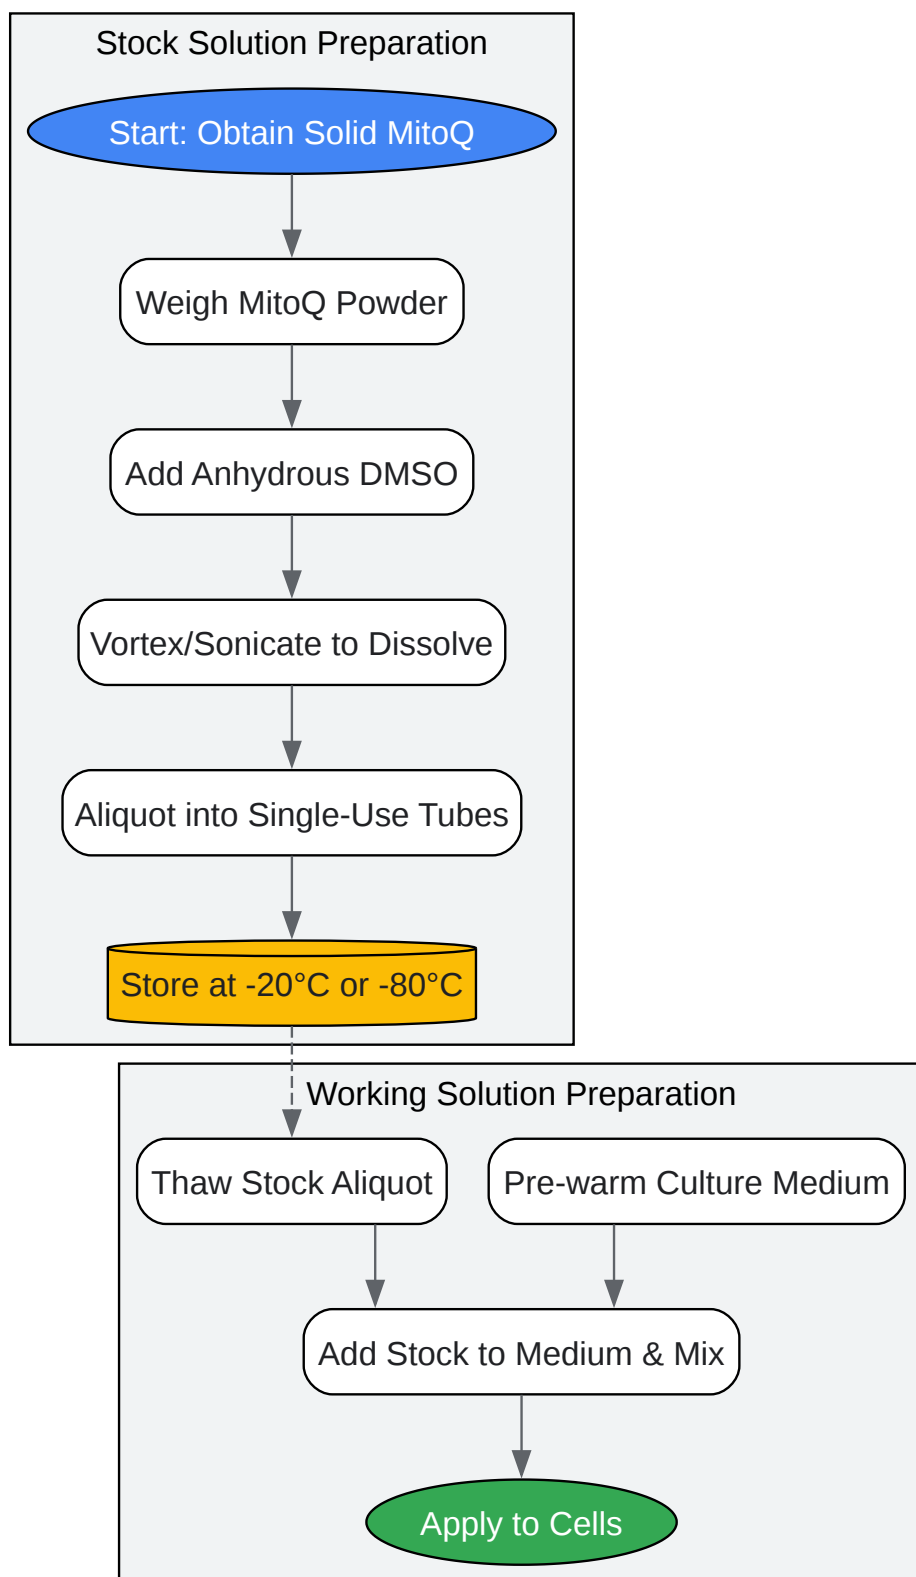 Stock Solution Preparation
Start: Obtain Solid MitoQ
Weigh MitoQ Powder
Add Anhydrous DMSO
Vortex/Sonicate to Dissolve
Aliquot into Single-Use Tubes
Store at -20°C or -80°C
Working Solution Preparation
Thaw Stock Aliquot
Pre-warm Culture Medium
Add Stock to Medium & Mix
Apply to Cells